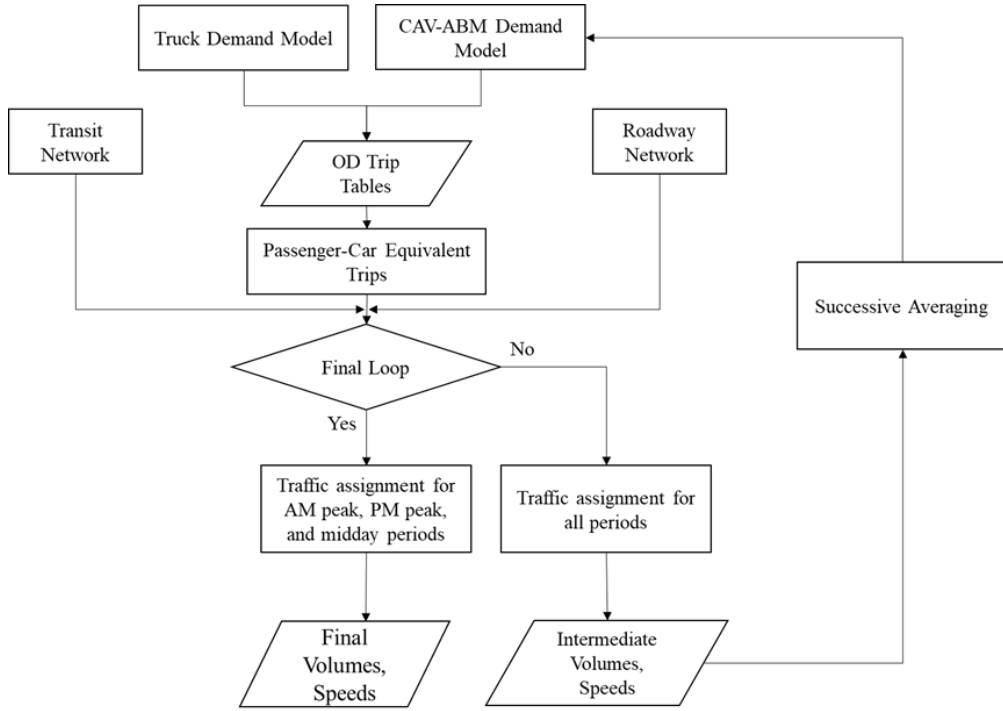 Truck Demand Model
CAV-ABM Demand
Model
Transit
Network
Roadway
Network
OD Trip
Tables
Passenger-Car Equivalent
Trips
Successive Averaging
Final Loop
No
Yes
Traffic assignment for
AM peak, PM peak,
and midday periods
Traffic assignment for
all periods
Final
Volumes,
Speeds
Intermediate
Volumes,
Speeds